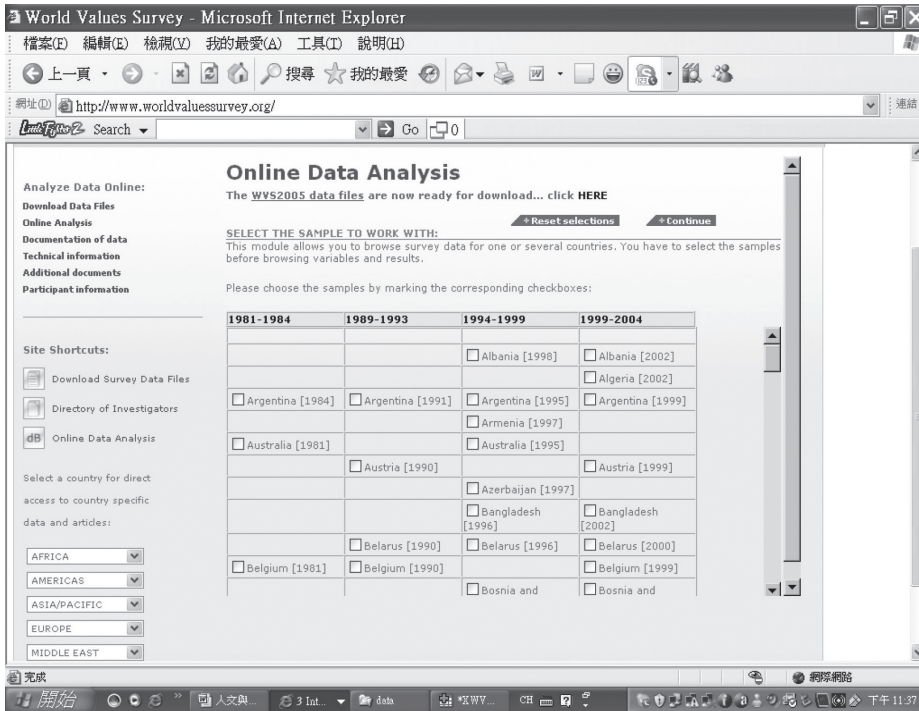 World Values Survey - Microsoft Internet Explorer
檔案(F) 編輯(E) 檢視(V) 我的最愛(A) 工具(T) 說明(H)
上一頁 搜尋 我的最愛
網址(D) http://www.worldvaluessurvey.org/ 連結
Search Go 0
Analyze Data Online:
Download Data Files
Online Analysis
Documentation of data
Technical information
Additional documents
Participant information
Site Shortcuts:
Download Survey Data Files
Directory of Investigators
dB Online Data Analysis
Select a country for direct
access to country specific
data and articles:
AFRICA
AMERICAS
ASIA/PACIFIC
EUROPE
MIDDLE EAST
Online Data Analysis
The WVS2005 data files are now ready for download... click HERE
+Reset selections +Continue
SELECT THE SAMPLE TO WORK WITH:
This module allows you to browse survey data for one or several countries. You have to select the samples
before browsing variables and results.
Please choose the samples by marking the corresponding checkboxes:
1981-1984 1989-1993 1994-1999 1999-2004
Albania [1998] Albania [2002]
Algeria [2002]
Argentina [1984] Argentina [1991] Argentina [1995] Argentina [1999]
Armenia [1997]
Australia [1981] Australia [1995]
Austria [1990] Austria [1999]
Azerbaijan [1997]
Bangladesh Bangladesh
[1996] [2002]
Belarus [1990] Belarus [1996] Belarus [2000]
Belgium [1981] Belgium [1990] Belgium [1999]
Bosnia and Bosnia and
完成 網際網路
開始 人文與... 3 Int... data *XWV... CH 下午 11:37